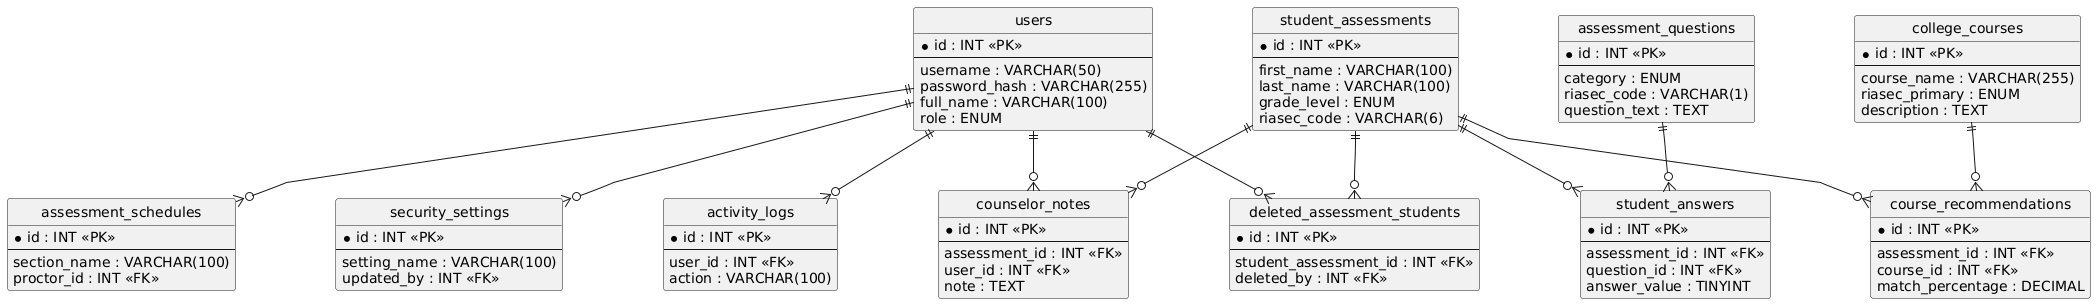 users
id : INT «PK»
username : VARCHAR(50)
password_hash : VARCHAR(255)
full_name : VARCHAR(100)
role : ENUM
student_assessments
id : INT «PK»
first_name : VARCHAR(100)
last_name : VARCHAR(100)
grade_level : ENUM
riasec_code : VARCHAR(6)
assessment_questions
id : INT «PK»
category : ENUM
riasec_code : VARCHAR(1)
question_text : TEXT
college_courses
id : INT «PK»
course_name : VARCHAR(255)
riasec_primary : ENUM
description : TEXT
assessment_schedules
id : INT «PK»
section_name : VARCHAR(100)
proctor_id : INT «FK»
security_settings
id : INT «PK»
setting_name : VARCHAR(100)
updated_by : INT «FK»
activity_logs
id : INT «PK»
user_id : INT «FK»
action : VARCHAR(100)
counselor_notes
id : INT «PK»
assessment_id : INT «FK»
user_id : INT «FK»
note : TEXT
deleted_assessment_students
id : INT «PK»
student_assessment_id : INT «FK»
deleted_by : INT «FK»
student_answers
id : INT «PK»
assessment_id : INT «FK»
question_id : INT «FK»
answer_value : TINYINT
course_recommendations
id : INT «PK»
assessment_id : INT «FK»
course_id : INT «FK»
match_percentage : DECIMAL